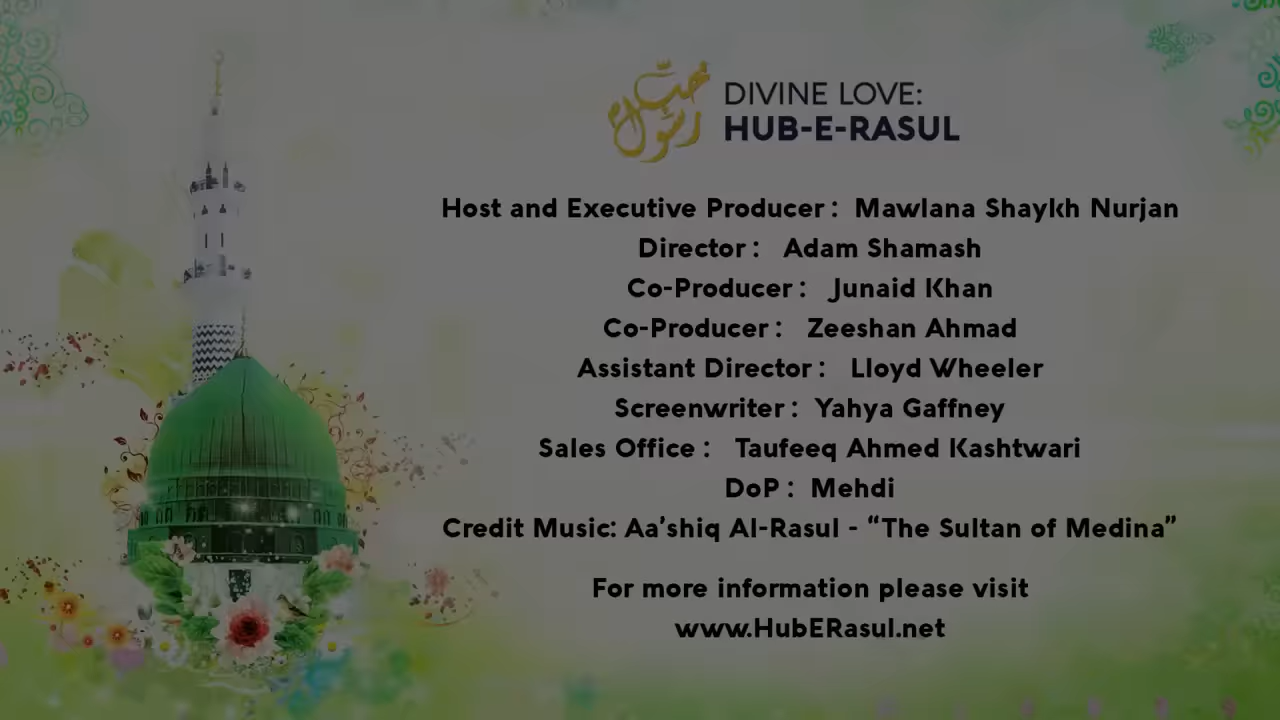 حب رسول
DIVINE LOVE:
HUB-E-RASUL
Host and Executive Producer : Mawlana Shaykh Nurjan
Director : Adam Shamash
Co-Producer : Junaid Khan
Co-Producer : Zeeshan Ahmad
Assistant Director : Lloyd Wheeler
Screenwriter : Yahya Gaffney
Sales Office : Taufeeq Ahmed Kashtwari
DoP : Mehdi
Credit Music: Aa’shiq Al-Rasul - “The Sultan of Medina”
For more information please visit
www.HubERasul.net